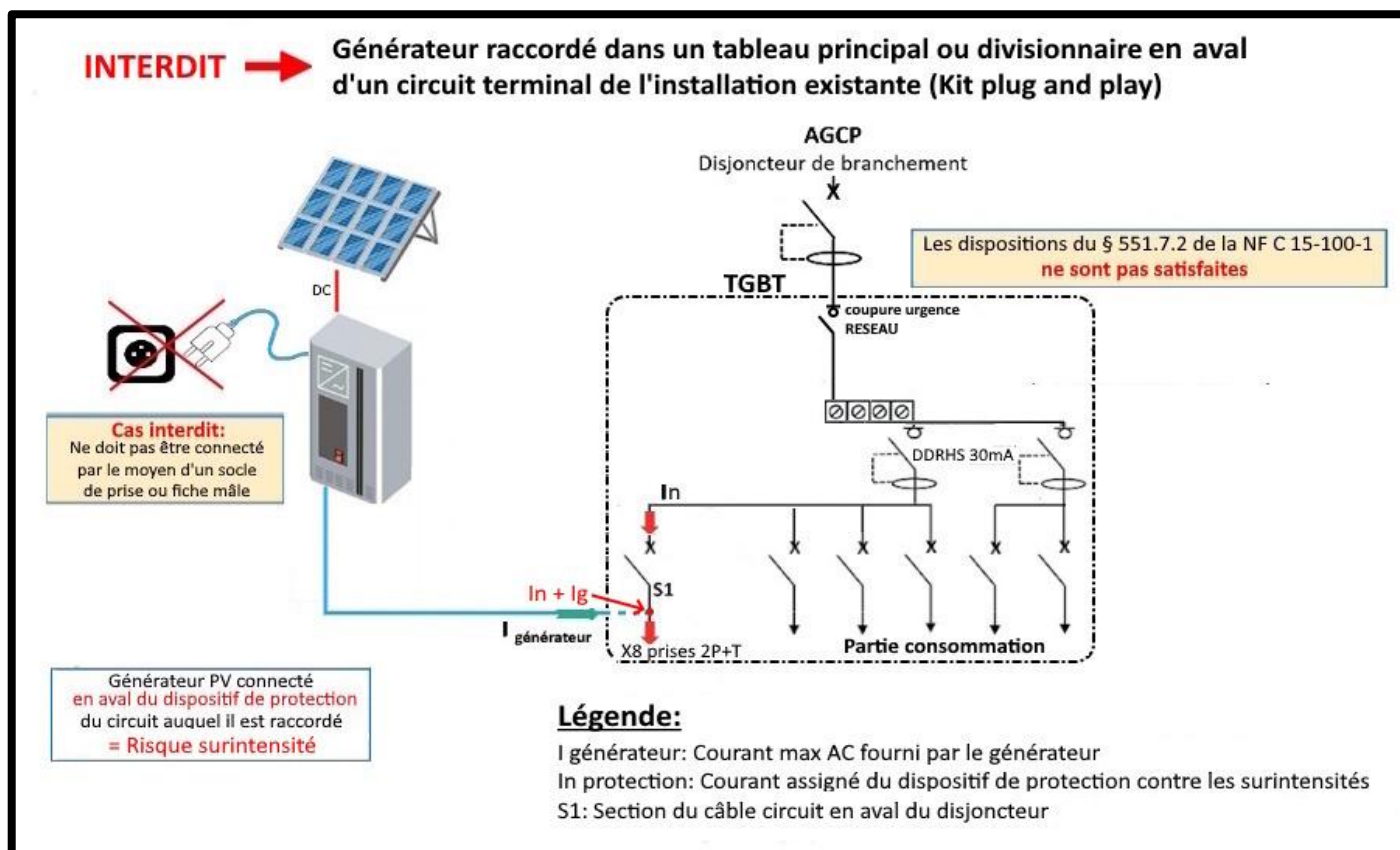 INTERDIT
Générateur raccordé dans un tableau principal ou divisionnaire en aval
d'un circuit terminal de l'installation existante (Kit plug and play)
AGCP
Disjoncteur de branchement
Les dispositions du § 551.7.2 de la NF C 15-100-1
ne sont pas satisfaites
TGBT
coupure urgence
RESEAU
DC
Cas interdit:
Ne doit pas être connecté
par le moyen d'un socle
de prise ou fiche mâle
DDRHS 30mA
In
S1
In + Ig
I générateur
X8 prises 2P+T
Partie consommation
Générateur PV connecté
en aval du dispositif de protection
du circuit auquel il est raccordé
= Risque surintensité
Légende:
I générateur: Courant max AC fourni par le générateur
In protection: Courant assigné du dispositif de protection contre les surintensités
S1: Section du câble circuit en aval du disjoncteur